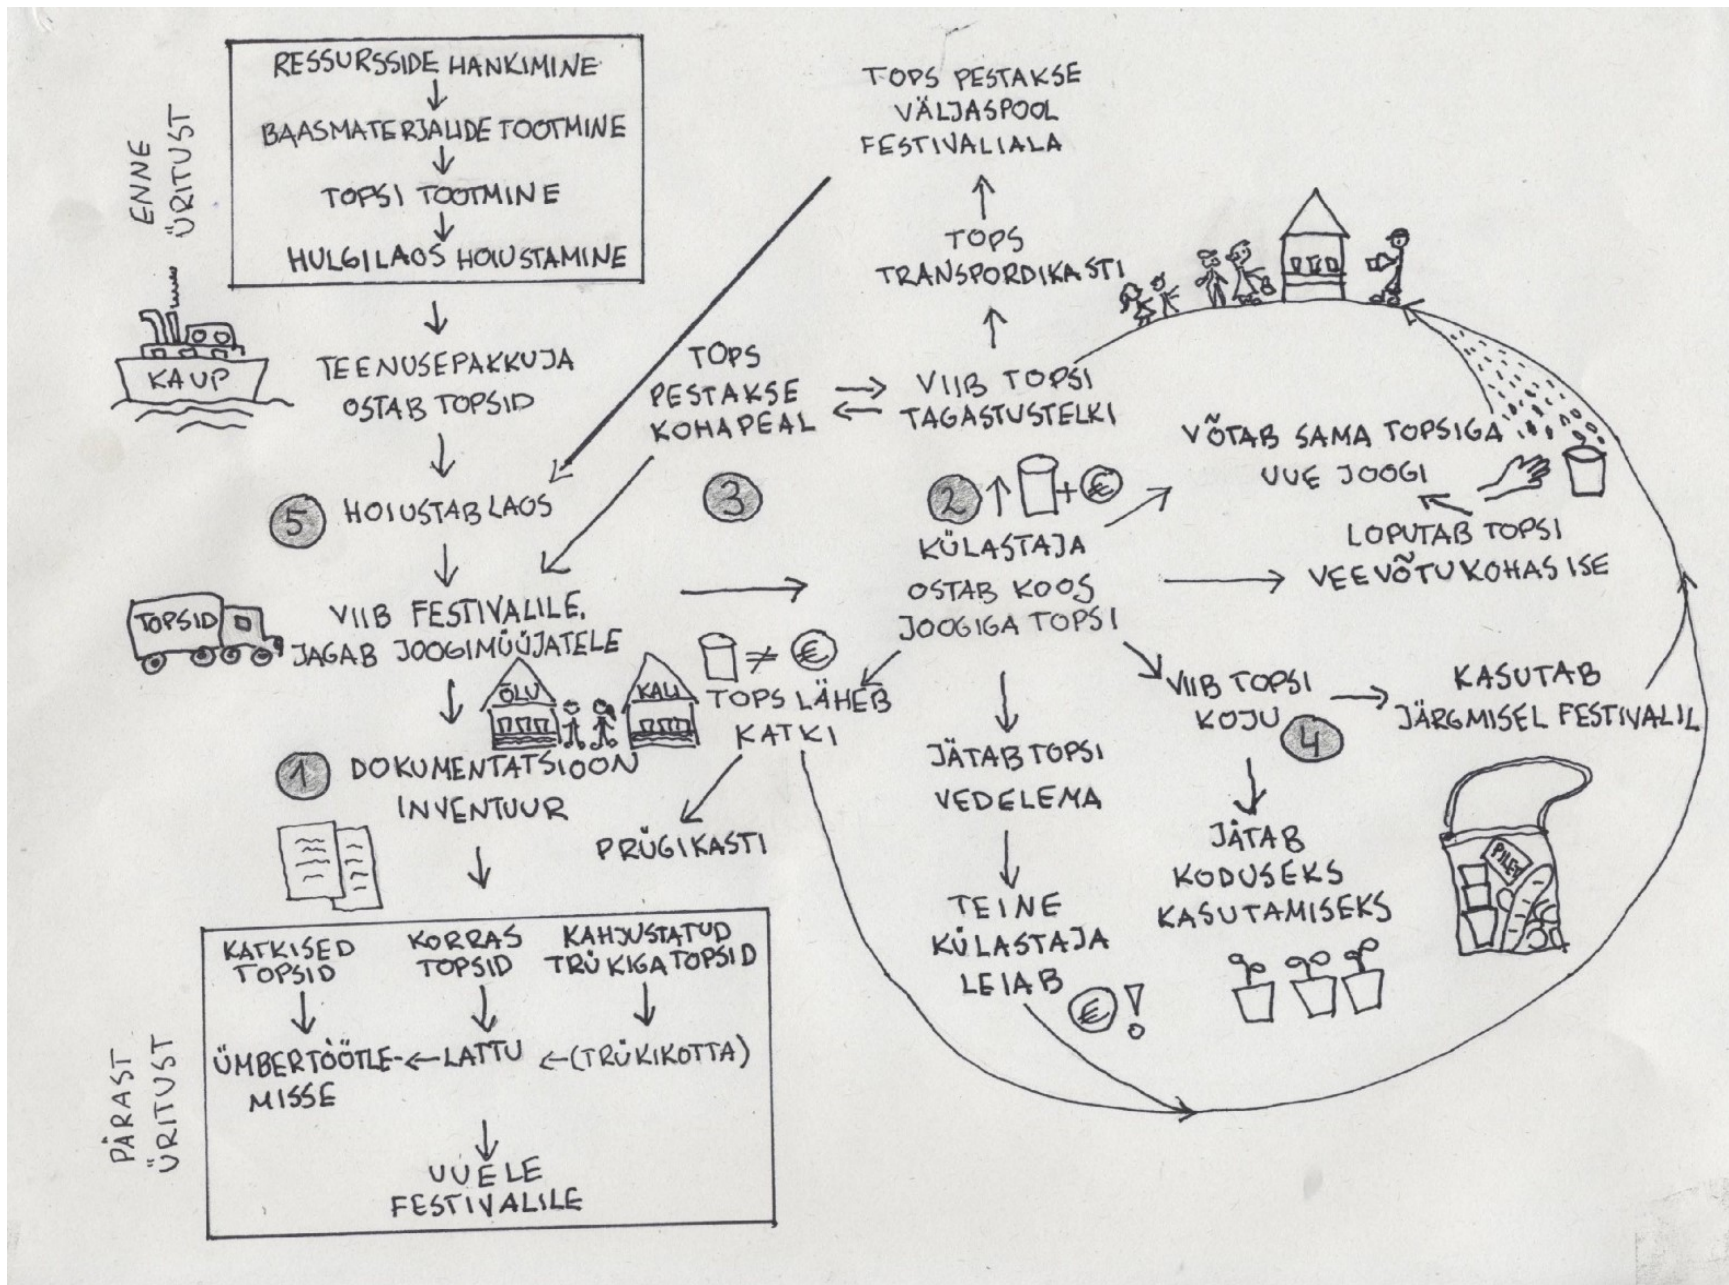 ENNE
ÜRITUST
RESSURSSIDE HANKIMINE
BAASMATERJALIDE TOOTMINE
TOPSI TOOTMINE
HULGILAOS HOIUSTAMINE
KAUP
TEENUSEPAKKUJA
OSTAB TOPSID
5 HOIUSTAB LAOS
TOPSID
VIIB FESTIVALILE,
JAGAB JOOGIMÜÜJATELE
ÕLU
KALI
1 DOKUMENTATSIOON
INVENTUUR
PÄRAST
ÜRITUST
KATKISED
TOPSID
KORRAS
TOPSID
KAHJUSTATUD
TRÜKIGA TOPSID
ÜMBERTÖÖTLE-
MISSE
LATTU
(TRÜKIKOTTA)
UUELE
FESTIVALILE
TOPS PESTAKSE
VÄLJASPOOL
FESTIVALIALA
TOPS
TRANSPORDIKASTI
TOPS
PESTAKSE
KOHAPEAL
3
VIIB TOPSI
TAGASTUSTELKI
2 + €
KÜLASTAJA
OSTAB KOOS
JOOGIGA TOPSI
≠ €
TOPS LÄHEB
KATKI
PRÜGIKASTI
JÄTAB TOPSI
VEDELEMA
TEINE
KÜLASTAJA
LEIAB
€ !
VÕTAB SAMA TOPSIGA
UUE JOOGI
LOPUTAB TOPSI
VEEVÕTUKOHAS ISE
VIIB TOPSI
KOJU
4
KASUTAB
JÄRGMISEL FESTIVALIL
JÄTAB
KODUSEKS
KASUTAMISEKS
PILET